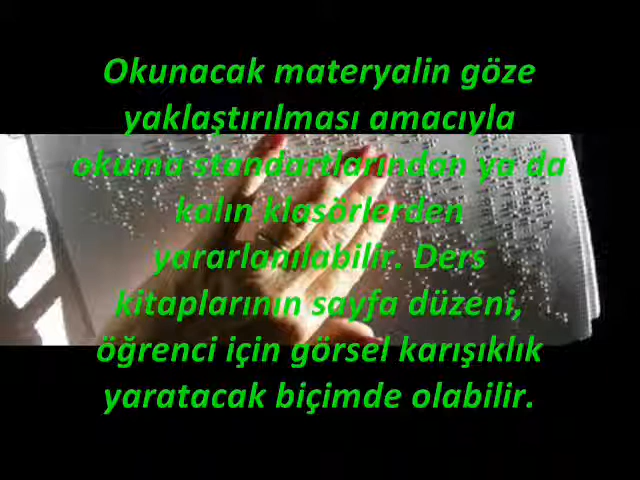 Okunacak materyalin göze
yaklaştırılması amacıyla
okuma standartlarından ya da
kalın klasörlerden
yararlanılabilir. Ders
kitaplarının sayfa düzeni,
öğrenci için görsel karışıklık
yaratacak biçimde olabilir.